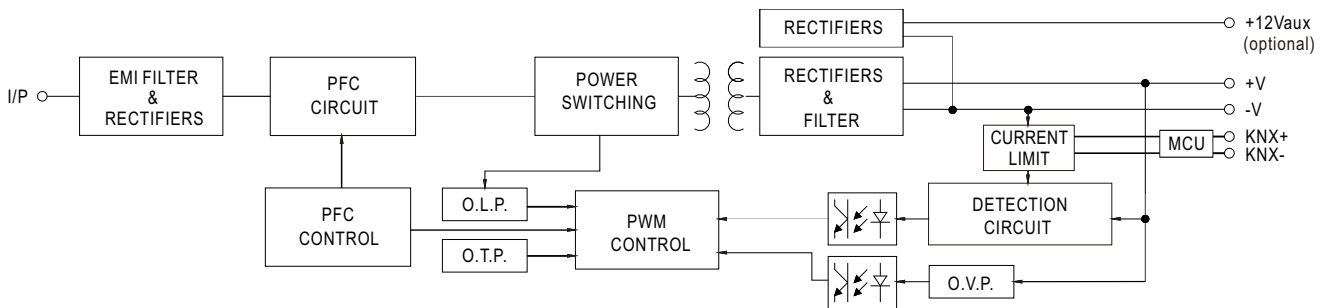 RECTIFIERS
+12Vaux
(optional)
I/P
EMI FILTER
&
RECTIFIERS
PFC
CIRCUIT
POWER
SWITCHING
RECTIFIERS
&
FILTER
+V
-V
CURRENT
LIMIT
MCU
KNX+
KNX-
PFC
CONTROL
O.L.P.
O.T.P.
PWM
CONTROL
DETECTION
CIRCUIT
O.V.P.